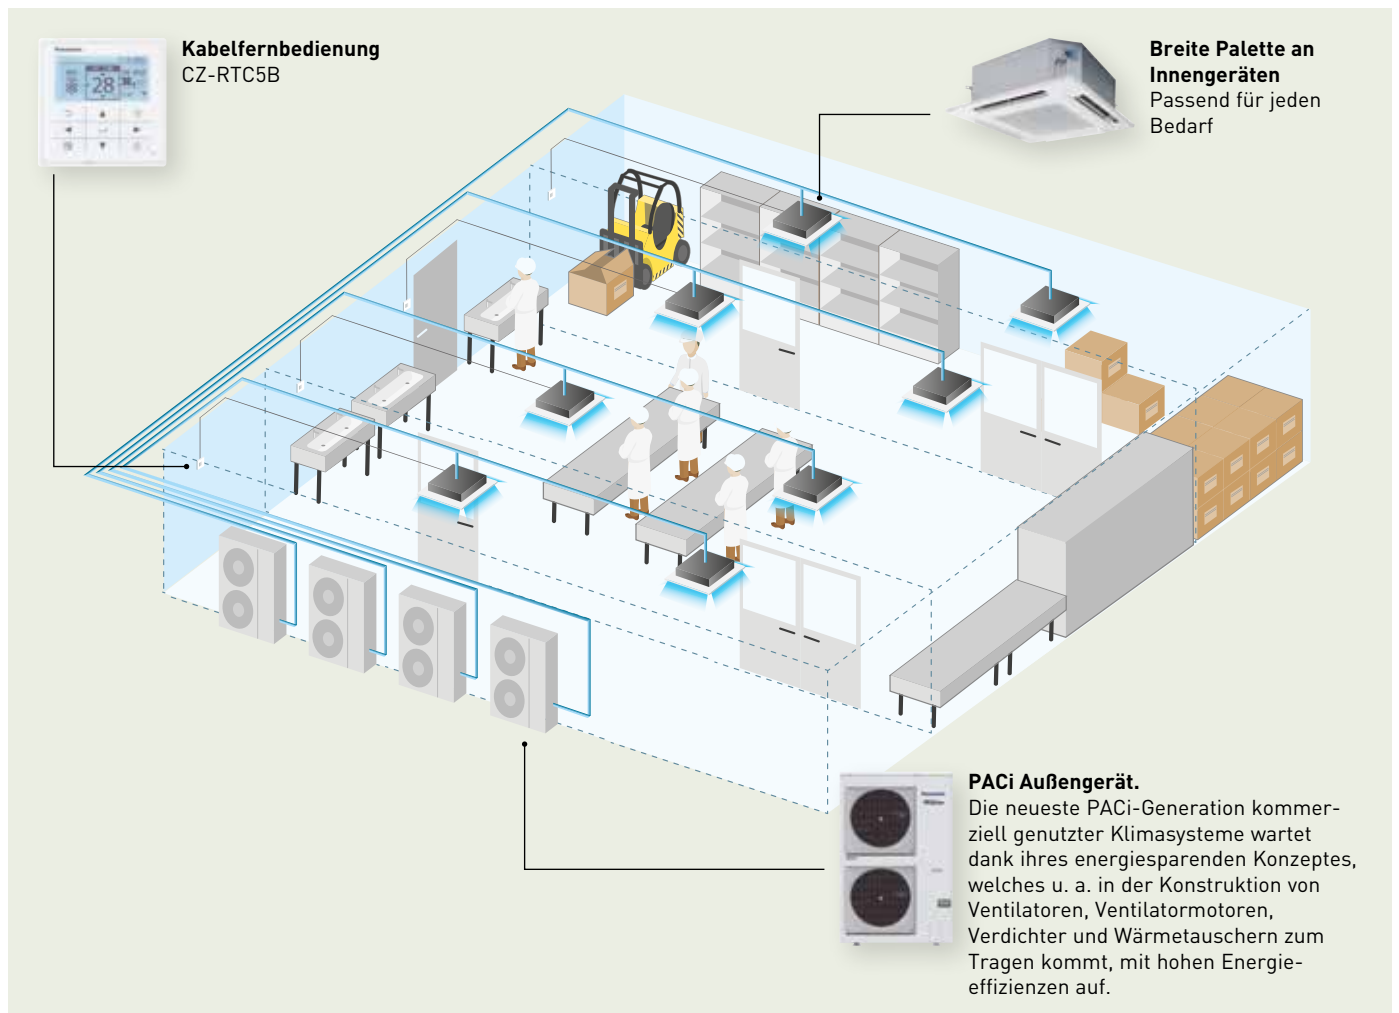 Kabelfernbedienung
CZ-RTC5B
28
Breite Palette an
Innengeräten
Passend für jeden
Bedarf
PACi Außengerät.
Die neueste PACi-Generation kommer-
ziell genutzter Klimasysteme wartet
dank ihres energiesparenden Konzeptes,
welches u. a. in der Konstruktion von
Ventilatoren, Ventilatormotoren,
Verdichter und Wärmetauschern zum
Tragen kommt, mit hohen Energie-
effizienzen auf.